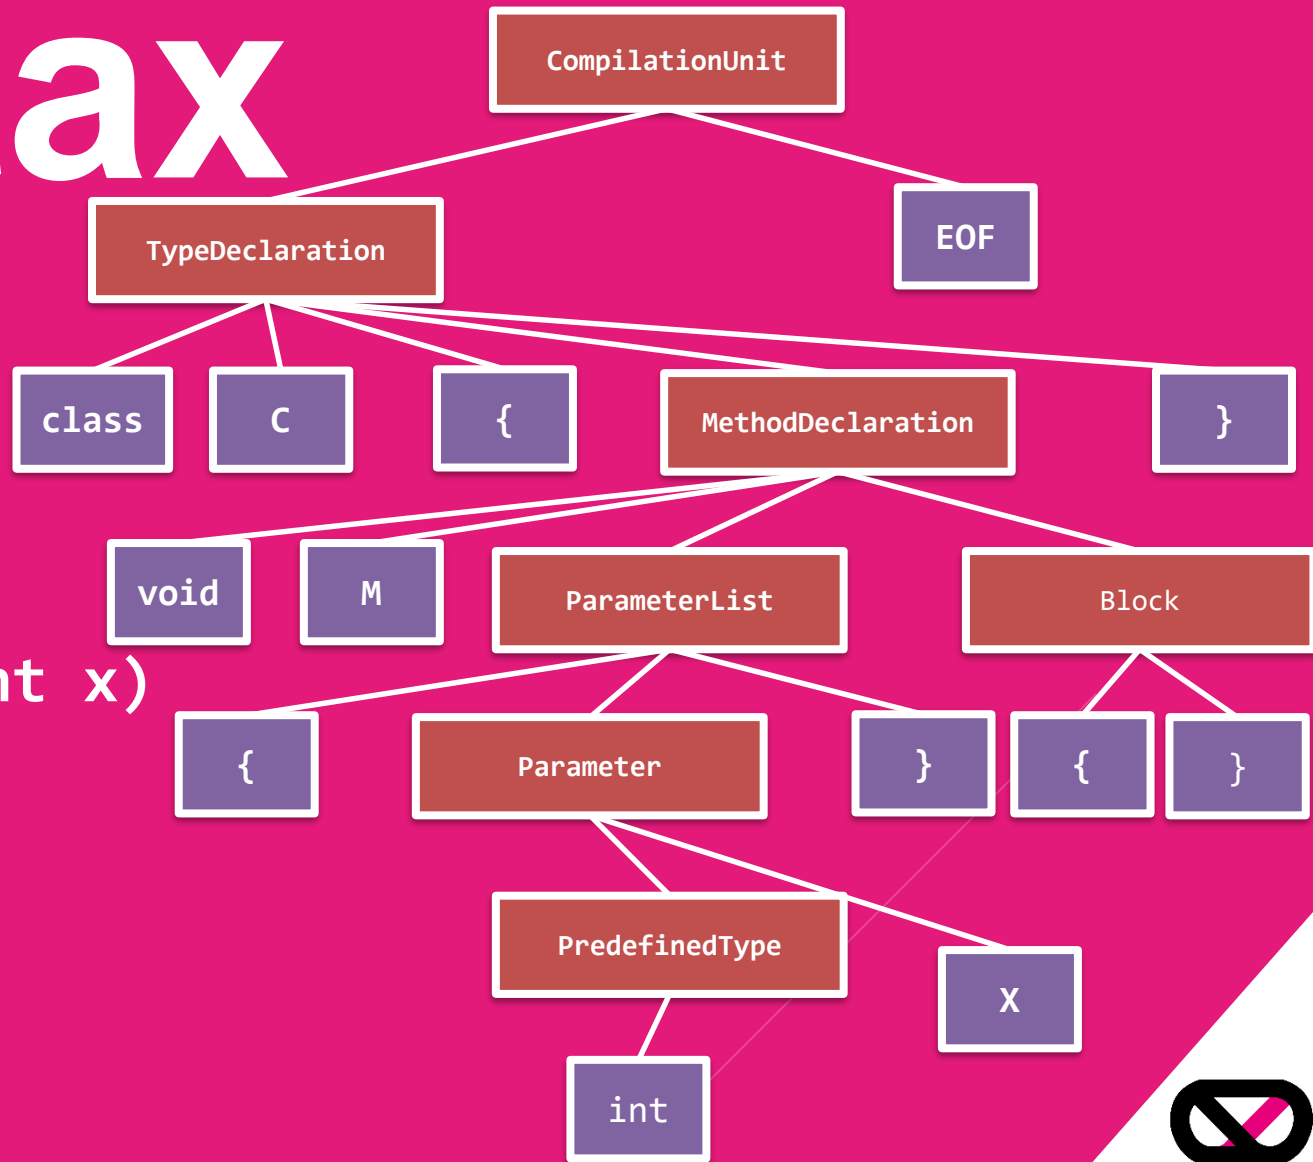 ax
CompilationUnit
TypeDeclaration
EOF
class
C
{
MethodDeclaration
}
void
M
ParameterList
Block
nt x)
{
Parameter
}
{
}
PredefinedType
X
int